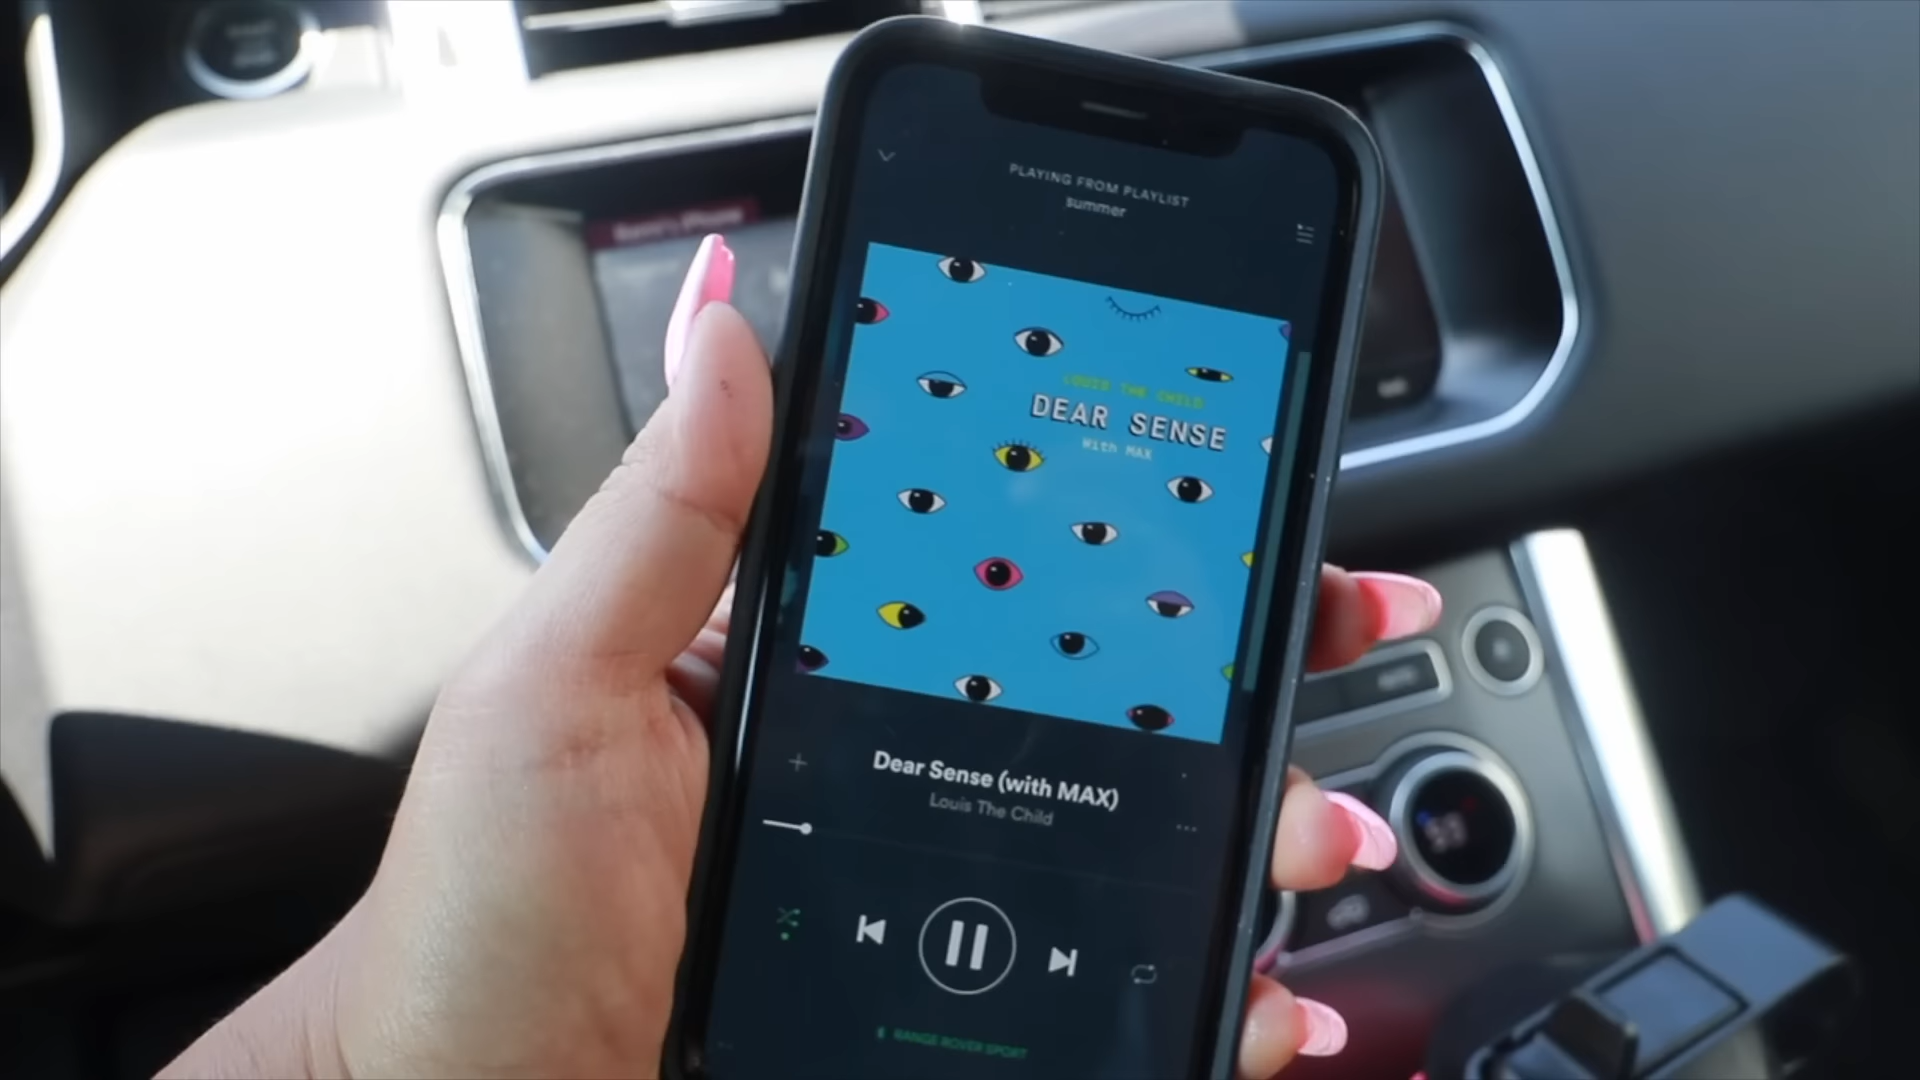 PLAYING FROM PLAYLIST
summer
LOUIS THE CHILD
DEAR SENSE
With MAX
Dear Sense (with MAX)
Louis The Child
RANGE ROVER SPORT